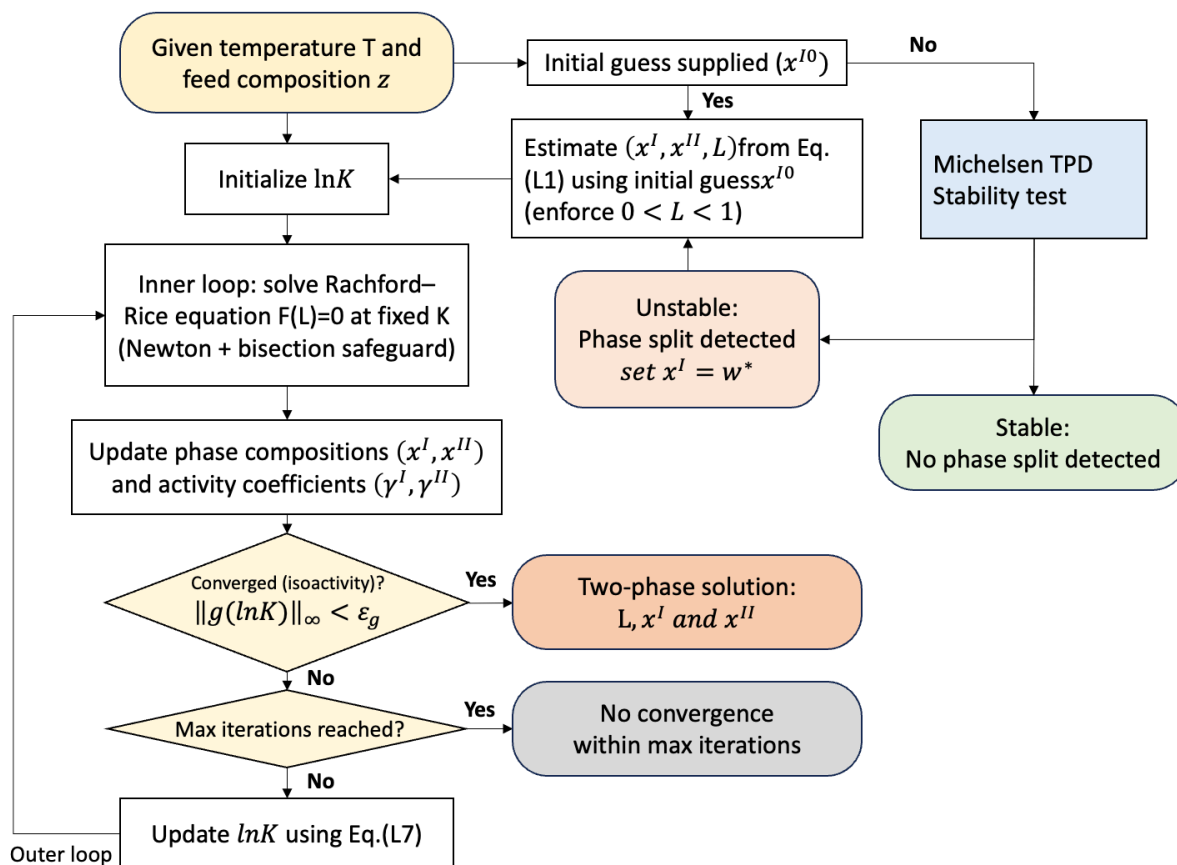 Given temperature T and
feed composition z
Initial guess supplied (x^{I0})
No
Yes
Initialize lnK
Estimate (x^I, x^{II}, L)from Eq.
(L1) using initial guessx^{I0}
(enforce 0 < L < 1)
Michelsen TPD
Stability test
Inner loop: solve Rachford–
Rice equation F(L)=0 at fixed K
(Newton + bisection safeguard)
Unstable:
Phase split detected
set x^I = w^*
Stable:
No phase split detected
Update phase compositions (x^I, x^{II})
and activity coefficients (γ^I, γ^{II})
Converged (isoactivity)?
‖g(lnK)‖_∞ < ε_g
Yes
Two-phase solution:
L, x^I and x^{II}
No
Max iterations reached?
Yes
No convergence
within max iterations
No
Update lnK using Eq.(L7)
Outer loop